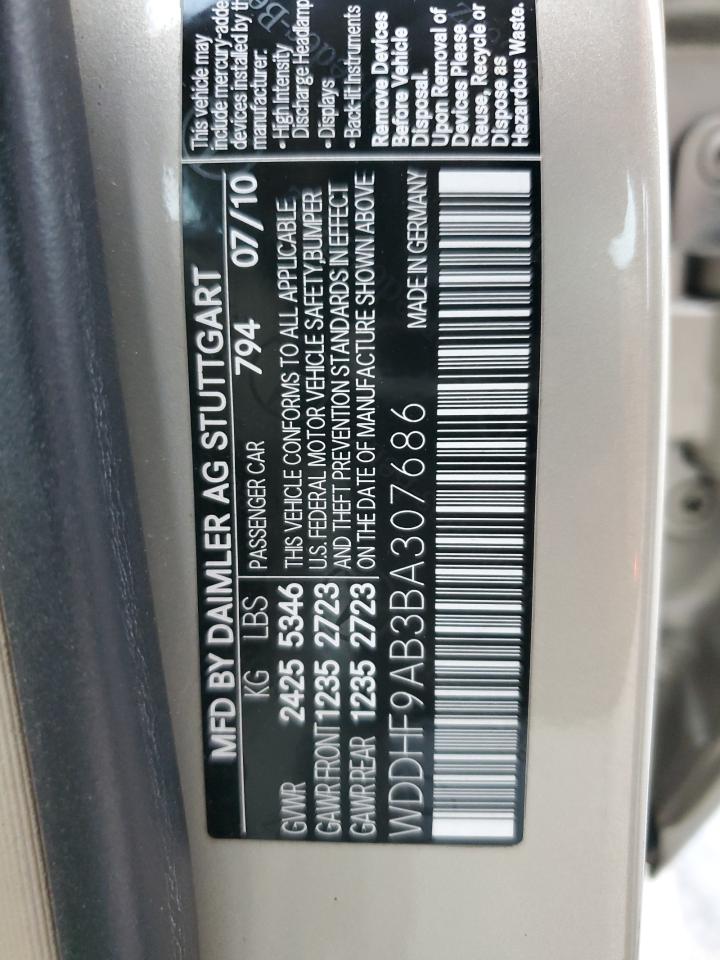 MFD BY DAIMLER AG STUTTGART
KG LBS PASSENGER CAR 794 07/10
GVWR 2425 5346
GAWR FRONT 1235 2723
GAWR REAR 1235 2723
THIS VEHICLE CONFORMS TO ALL APPLICABLE
U.S. FEDERAL MOTOR VEHICLE SAFETY,BUMPER
AND THEFT PREVENTION STANDARDS IN EFFECT
ON THE DATE OF MANUFACTURE SHOWN ABOVE
WDDHF9AB3BA307686 MADE IN GERMANY
This vehicle may
include mercury-adde
devices installed by th
manufacturer:
• High Intensity
Discharge Headlamp
• Displays
• Back-lit Instruments
Remove Devices
Before Vehicle
Disposal.
Upon Removal of
Devices Please
Reuse, Recycle or
Dispose as
Hazardous Waste.